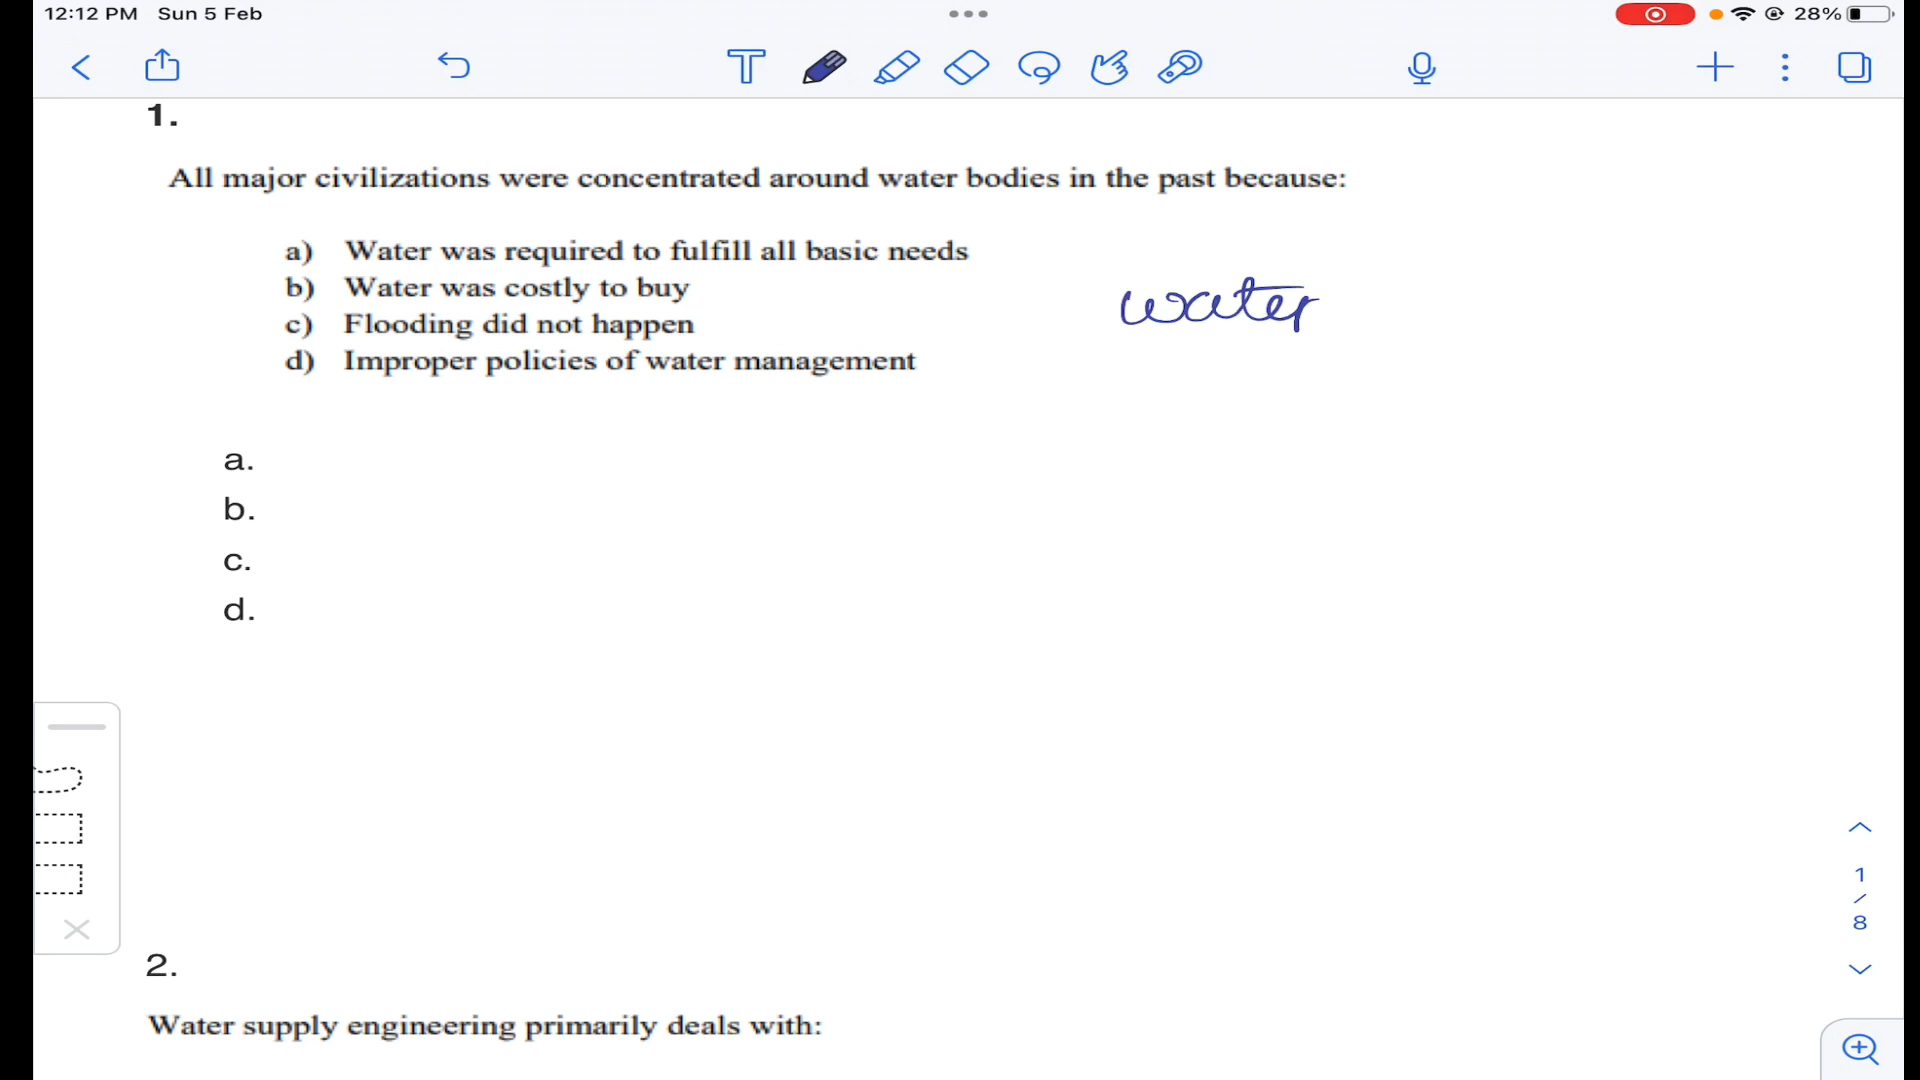 12:12 PM Sun 5 Feb
28%
1.
All major civilizations were concentrated around water bodies in the past because:
a) Water was required to fulfill all basic needs
b) Water was costly to buy
c) Flooding did not happen
d) Improper policies of water management
water
a.
b.
c.
d.
1
/
8
2.
Water supply engineering primarily deals with: